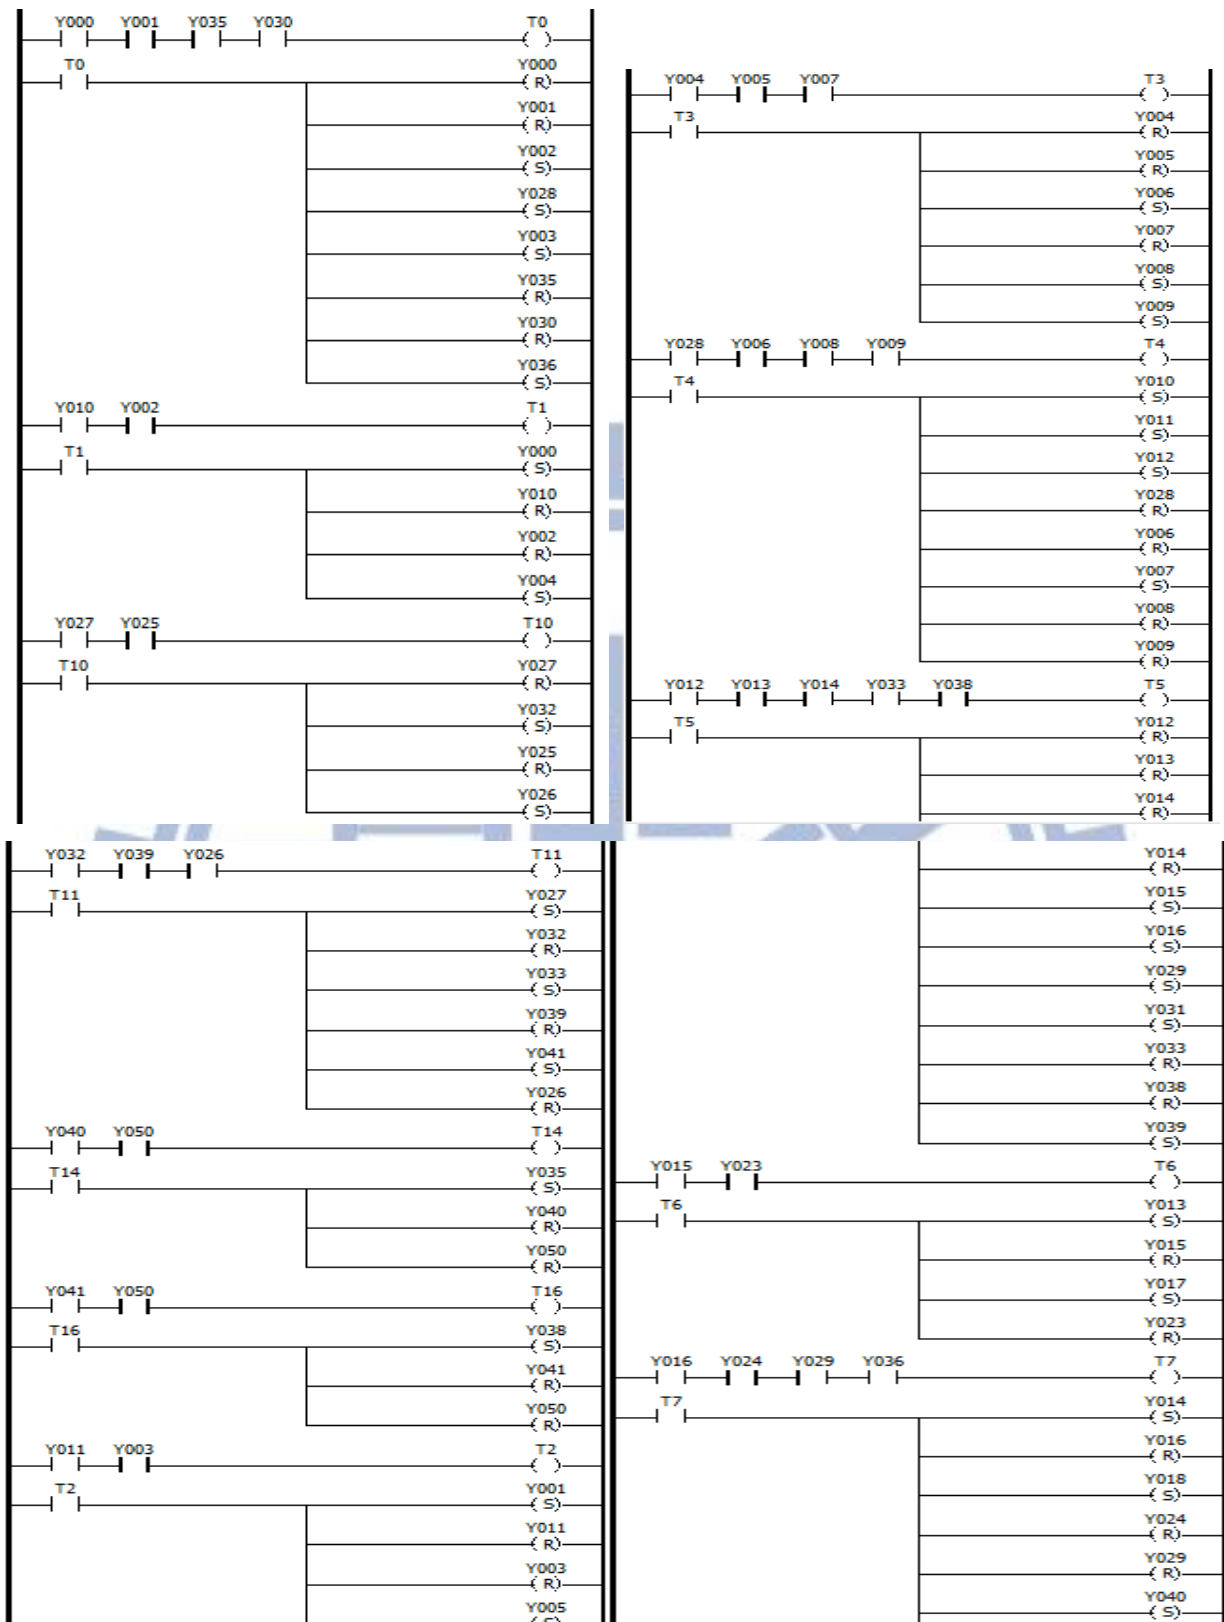 Y000 Y001 Y035 Y030 T0
T0 Y000
R
Y001
R
Y002
S
Y028
S
Y003
S
Y035
R
Y030
R
Y036
S
Y010 Y002 T1
T1 Y000
S
Y010
R
Y002
R
Y004
S
Y027 Y025 T10
T10 Y027
R
Y032
S
Y025
R
Y026
S
Y004 Y005 Y007 T3
T3 Y004
R
Y005
R
Y006
S
Y007
R
Y008
S
Y009
S
Y028 Y006 Y008 Y009 T4
T4 Y010
S
Y011
S
Y012
S
Y028
R
Y006
R
Y007
S
Y008
R
Y009
R
Y012 Y013 Y014 Y033 Y038 T5
T5 Y012
R
Y013
R
Y014
R
Y032 Y039 Y026 T11
T11 Y027
S
Y032
R
Y033
S
Y039
R
Y041
S
Y026
R
Y040 Y050 T14
T14 Y035
S
Y040
R
Y050
R
Y041 Y050 T16
T16 Y038
S
Y041
R
Y050
R
Y011 Y003 T2
T2 Y001
S
Y011
R
Y003
R
Y005
S
Y014
R
Y015
S
Y016
S
Y029
S
Y031
S
Y033
R
Y038
R
Y039
S
Y015 Y023 T6
T6 Y013
S
Y015
R
Y017
S
Y023
R
Y016 Y024 Y029 Y036 T7
T7 Y014
S
Y016
R
Y018
S
Y024
R
Y029
R
Y040
S